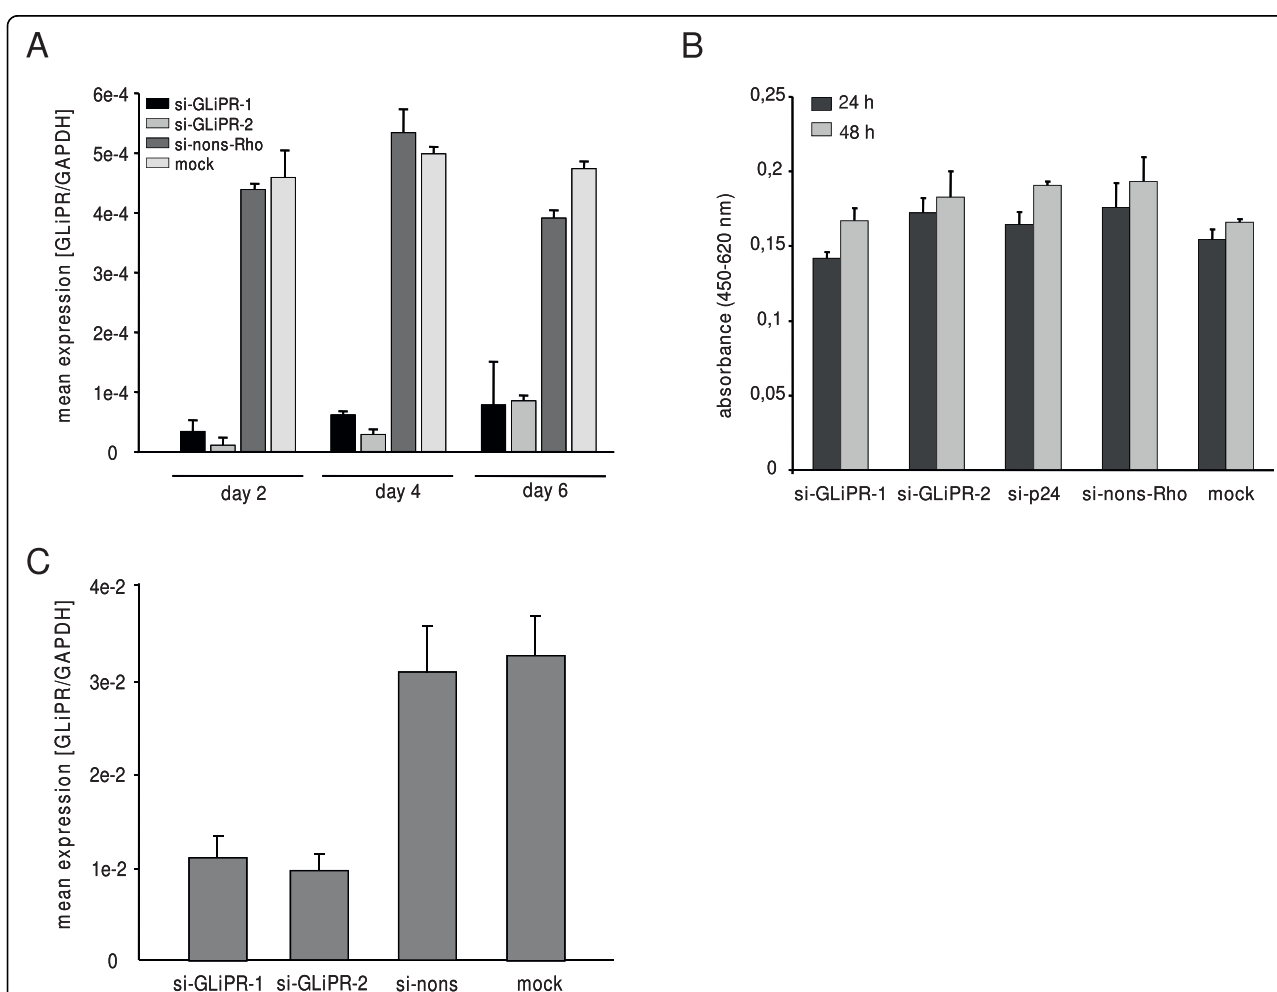 A
mean expression [GLiPR/GAPDH]
6e-4
5e-4
4e-4
3e-4
2e-4
1e-4
0
si-GLiPR-1
si-GLiPR-2
si-nons-Rho
mock
day 2
day 4
day 6
B
absorbance (450-620 nm)
0,25
0,2
0,15
0,1
0,05
0
24 h
48 h
si-GLiPR-1
si-GLiPR-2
si-p24
si-nons-Rho
mock
C
mean expression [GLiPR/GAPDH]
4e-2
3e-2
2e-2
1e-2
0
si-GLiPR-1
si-GLiPR-2
si-nons
mock